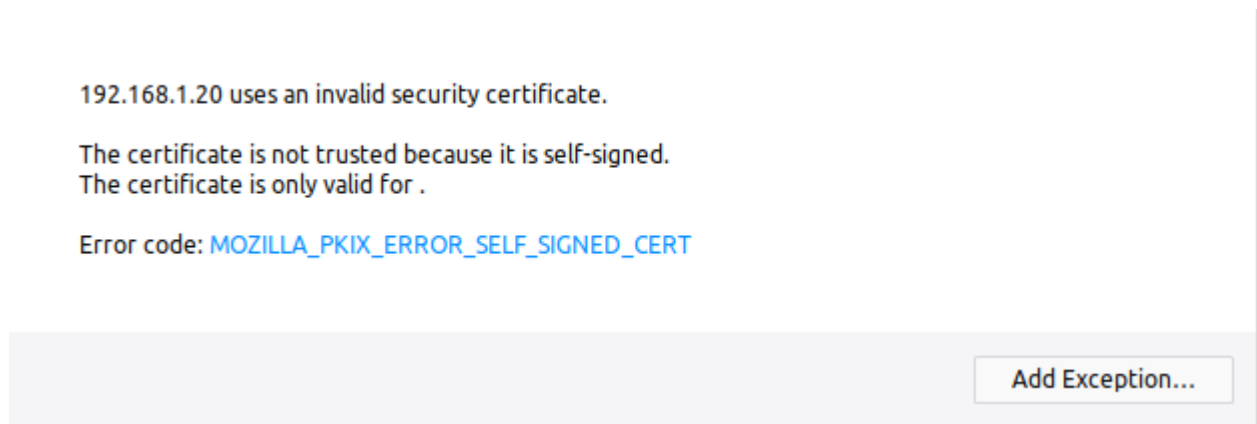 192.168.1.20 uses an invalid security certificate.
The certificate is not trusted because it is self-signed.
The certificate is only valid for .
Error code: MOZILLA_PKIX_ERROR_SELF_SIGNED_CERT
Add Exception...